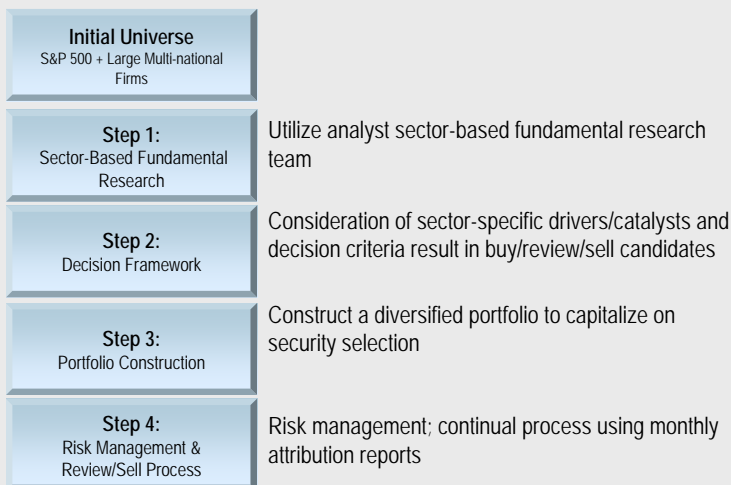 Initial Universe
S&P 500 + Large Multi-national
Firms
Step 1:
Sector-Based Fundamental
Research
Utilize analyst sector-based fundamental research
team
Step 2:
Decision Framework
Consideration of sector-specific drivers/catalysts and
decision criteria result in buy/review/sell candidates
Step 3:
Portfolio Construction
Construct a diversified portfolio to capitalize on
security selection
Step 4:
Risk Management &
Review/Sell Process
Risk management; continual process using monthly
attribution reports